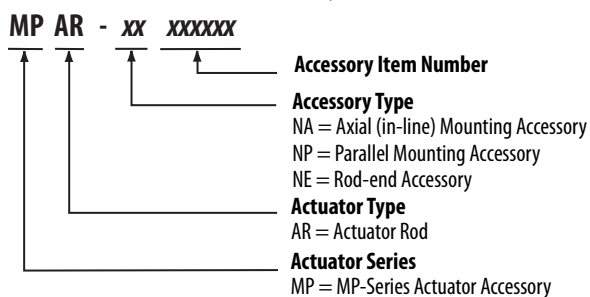 MP AR - xx xxxxxx
Accessory Item Number
Accessory Type
NA = Axial (in-line) Mounting Accessory
NP = Parallel Mounting Accessory
NE = Rod-end Accessory
Actuator Type
AR = Actuator Rod
Actuator Series
MP = MP-Series Actuator Accessory